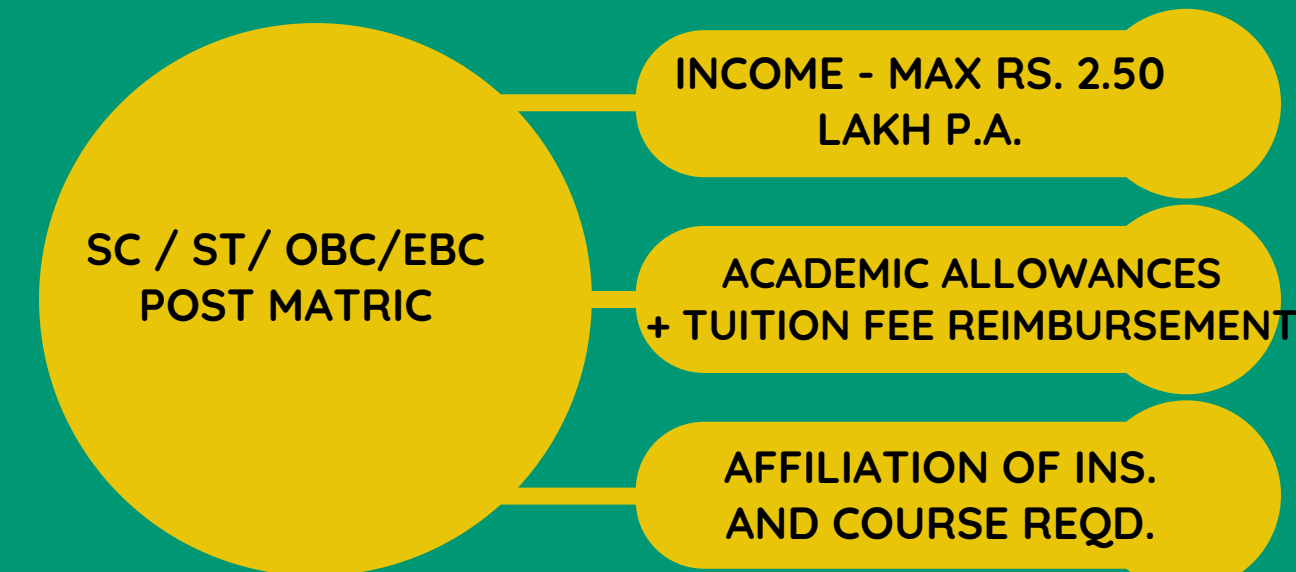 SC / ST/ OBC/EBC
POST MATRIC
INCOME - MAX RS. 2.50
LAKH P.A.
ACADEMIC ALLOWANCES
+ TUITION FEE REIMBURSEMENT
AFFILIATION OF INS.
AND COURSE REQD.